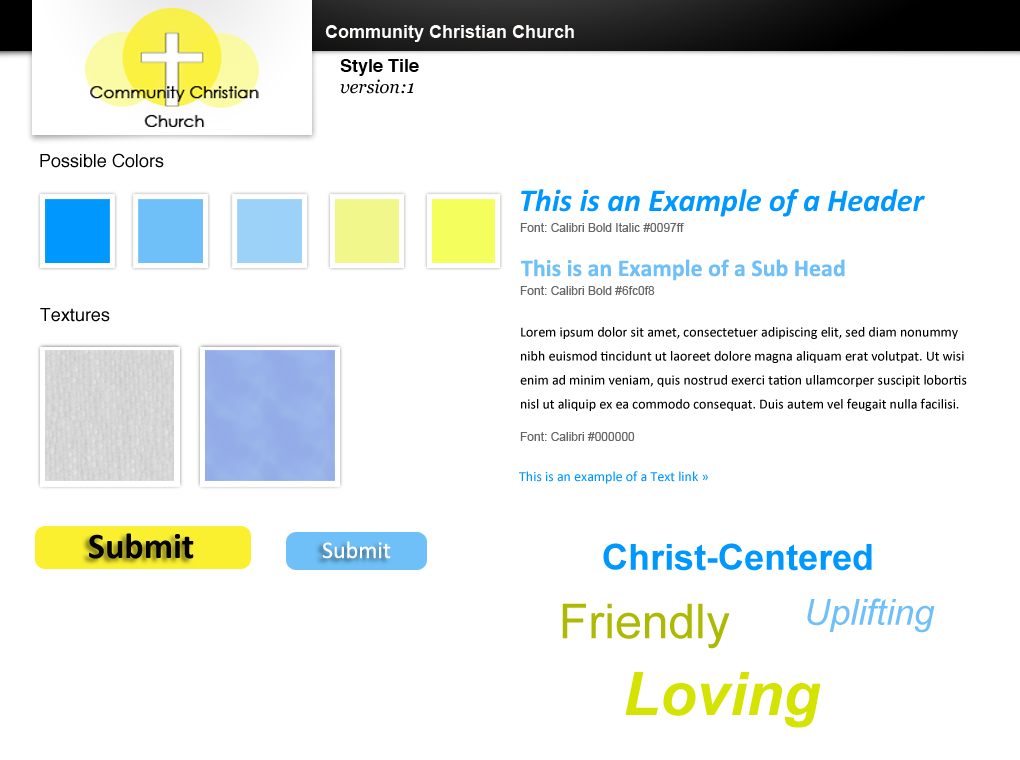 Community Christian Church
Community Christian
Church
Style Tile
version:1
Possible Colors
This is an Example of a Header
Font: Calibri Bold Italic #0097ff
This is an Example of a Sub Head
Font: Calibri Bold #6fc0f8
Textures
Lorem ipsum dolor sit amet, consectetuer adipiscing elit, sed diam nonummy
nibh euismod tincidunt ut laoreet dolore magna aliquam erat volutpat. Ut wisi
enim ad minim veniam, quis nostrud exerci tation ullamcorper suscipit lobortis
nisl ut aliquip ex ea commodo consequat. Duis autem vel feugait nulla facilisi.
Font: Calibri #000000
This is an example of a Text link »
Submit
Submit
Christ-Centered
Friendly
Uplifting
Loving